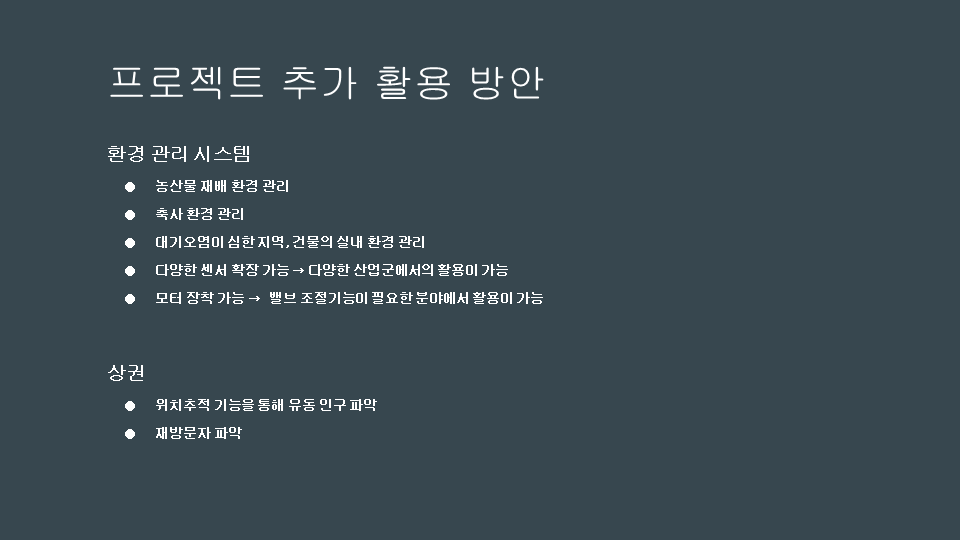 프로젝트 추가 활용 방안
환경 관리 시스템
● 농산물 재배 환경 관리
● 축사 환경 관리
● 대기오염이 심한 지역, 건물의 실내 환경 관리
● 다양한 센서 확장 가능 → 다양한 산업군에서의 활용이 가능
● 모터 장착 가능 → 밸브 조절기능이 필요한 분야에서 활용이 가능
상권
● 위치추적 기능을 통해 유동 인구 파악
● 재방문자 파악